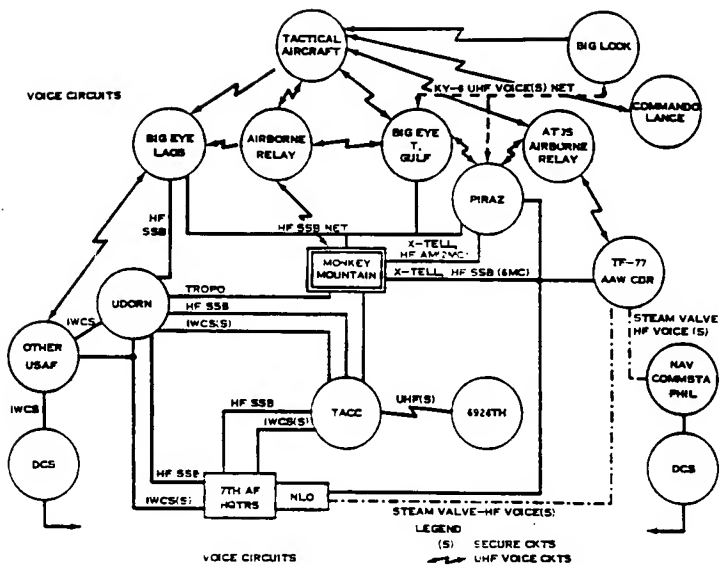 TACTICAL
AIRCRAFT
BIG LOOK
VOICE CIRCUITS
KY-8 UHF VOICE(S) NET
COMMANDO
LANCE
BIG EYE
LAOS
AIRBORNE
RELAY
BIG EYE
T.
GULF
AIRBORNE
RELAY
PIRAZ
HF
SSB
HF SSB NET
X-TELL,
HF AM(2MC)
MONKEY
MOUNTAIN
X-TELL, HF SSB (6MC)
TF-77
AAW CDR
TROPO
UDORN
HF SSB
IWCS(S)
IWCS
OTHER
USAF
STEAM VALVE
HF VOICE (S)
NAV
COMMSTA
PHIL
IWCS
HF SSB
TACC
UHF(S)
6926TH
IWCS(S)
DCS
DCS
HF SSB
7TH AF
HQTRS
NLO
IWCS(S)
STEAM VALVE-HF VOICE(S)
LEGEND
(S) SECURE CKTS
UHF VOICE CKTS
VOICE CIRCUITS